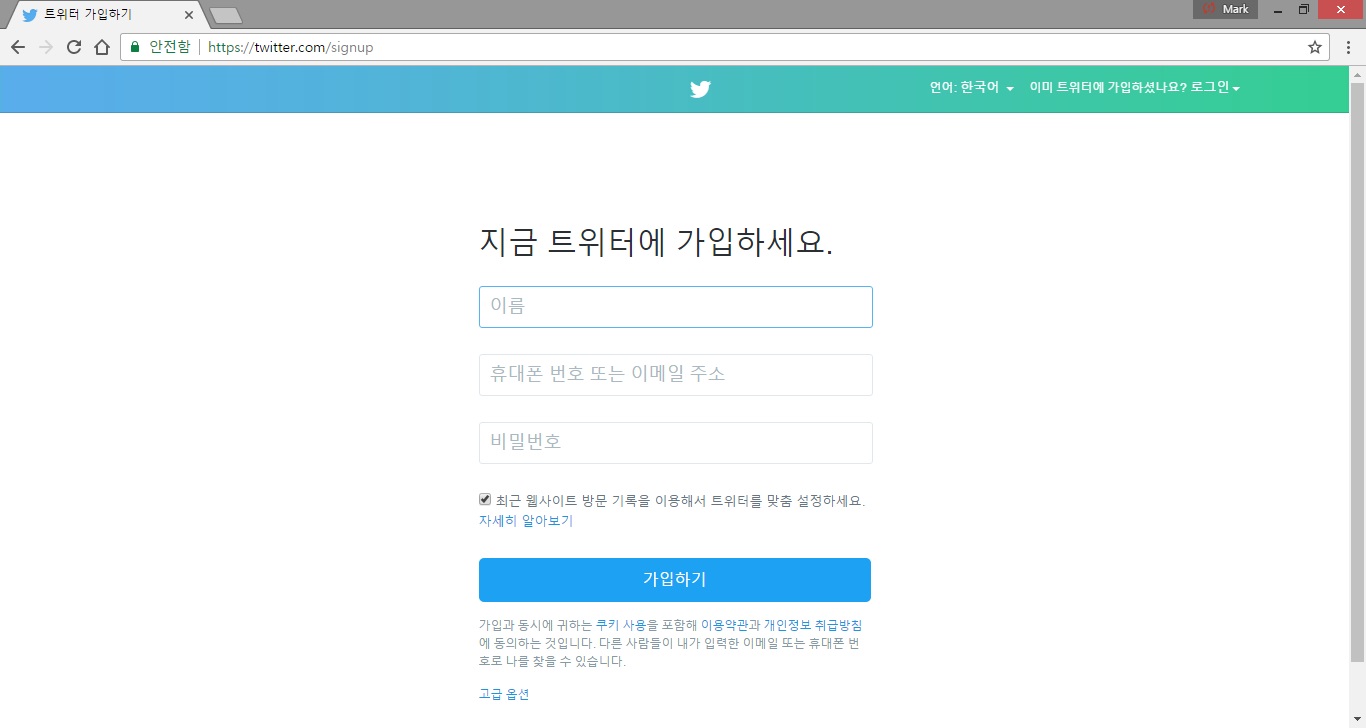 트위터 가입하기
Mark
안전함 https://twitter.com/signup
언어: 한국어 이미 트위터에 가입하셨나요? 로그인
지금 트위터에 가입하세요.
이름
휴대폰 번호 또는 이메일 주소
비밀번호
최근 웹사이트 방문 기록을 이용해서 트위터를 맞춤 설정하세요.
자세히 알아보기
가입하기
가입과 동시에 귀하는 쿠키 사용을 포함해 이용약관과 개인정보 취급방침
에 동의하는 것입니다. 다른 사람들이 내가 입력한 이메일 또는 휴대폰 번
호로 나를 찾을 수 있습니다.
고급 옵션